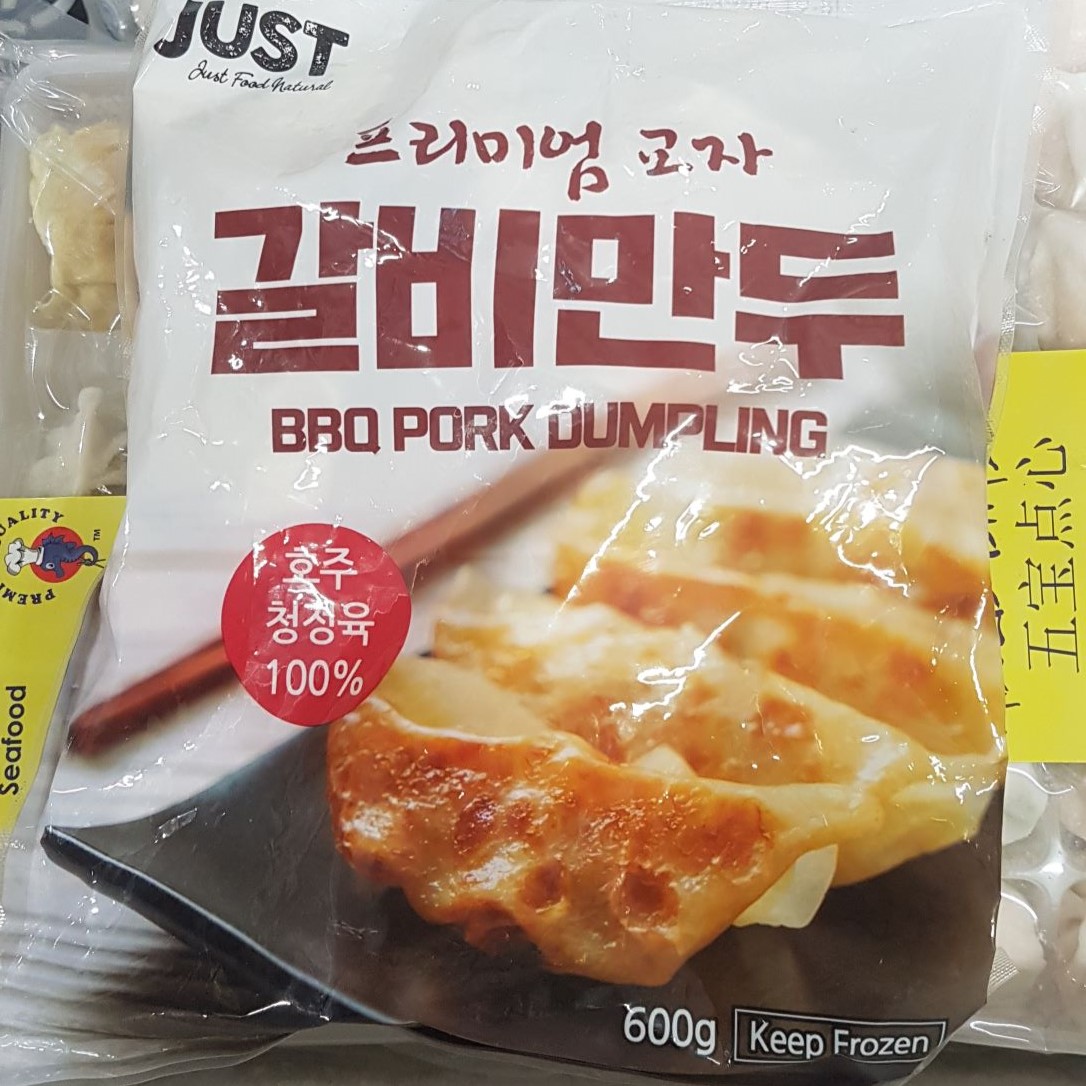 JUST
Just Food Natural
프리미엄 교자
갈비만두
BBQ PORK DUMPLING
호주
청정육
100%
600g
Keep Frozen
Seafood
五宝点心